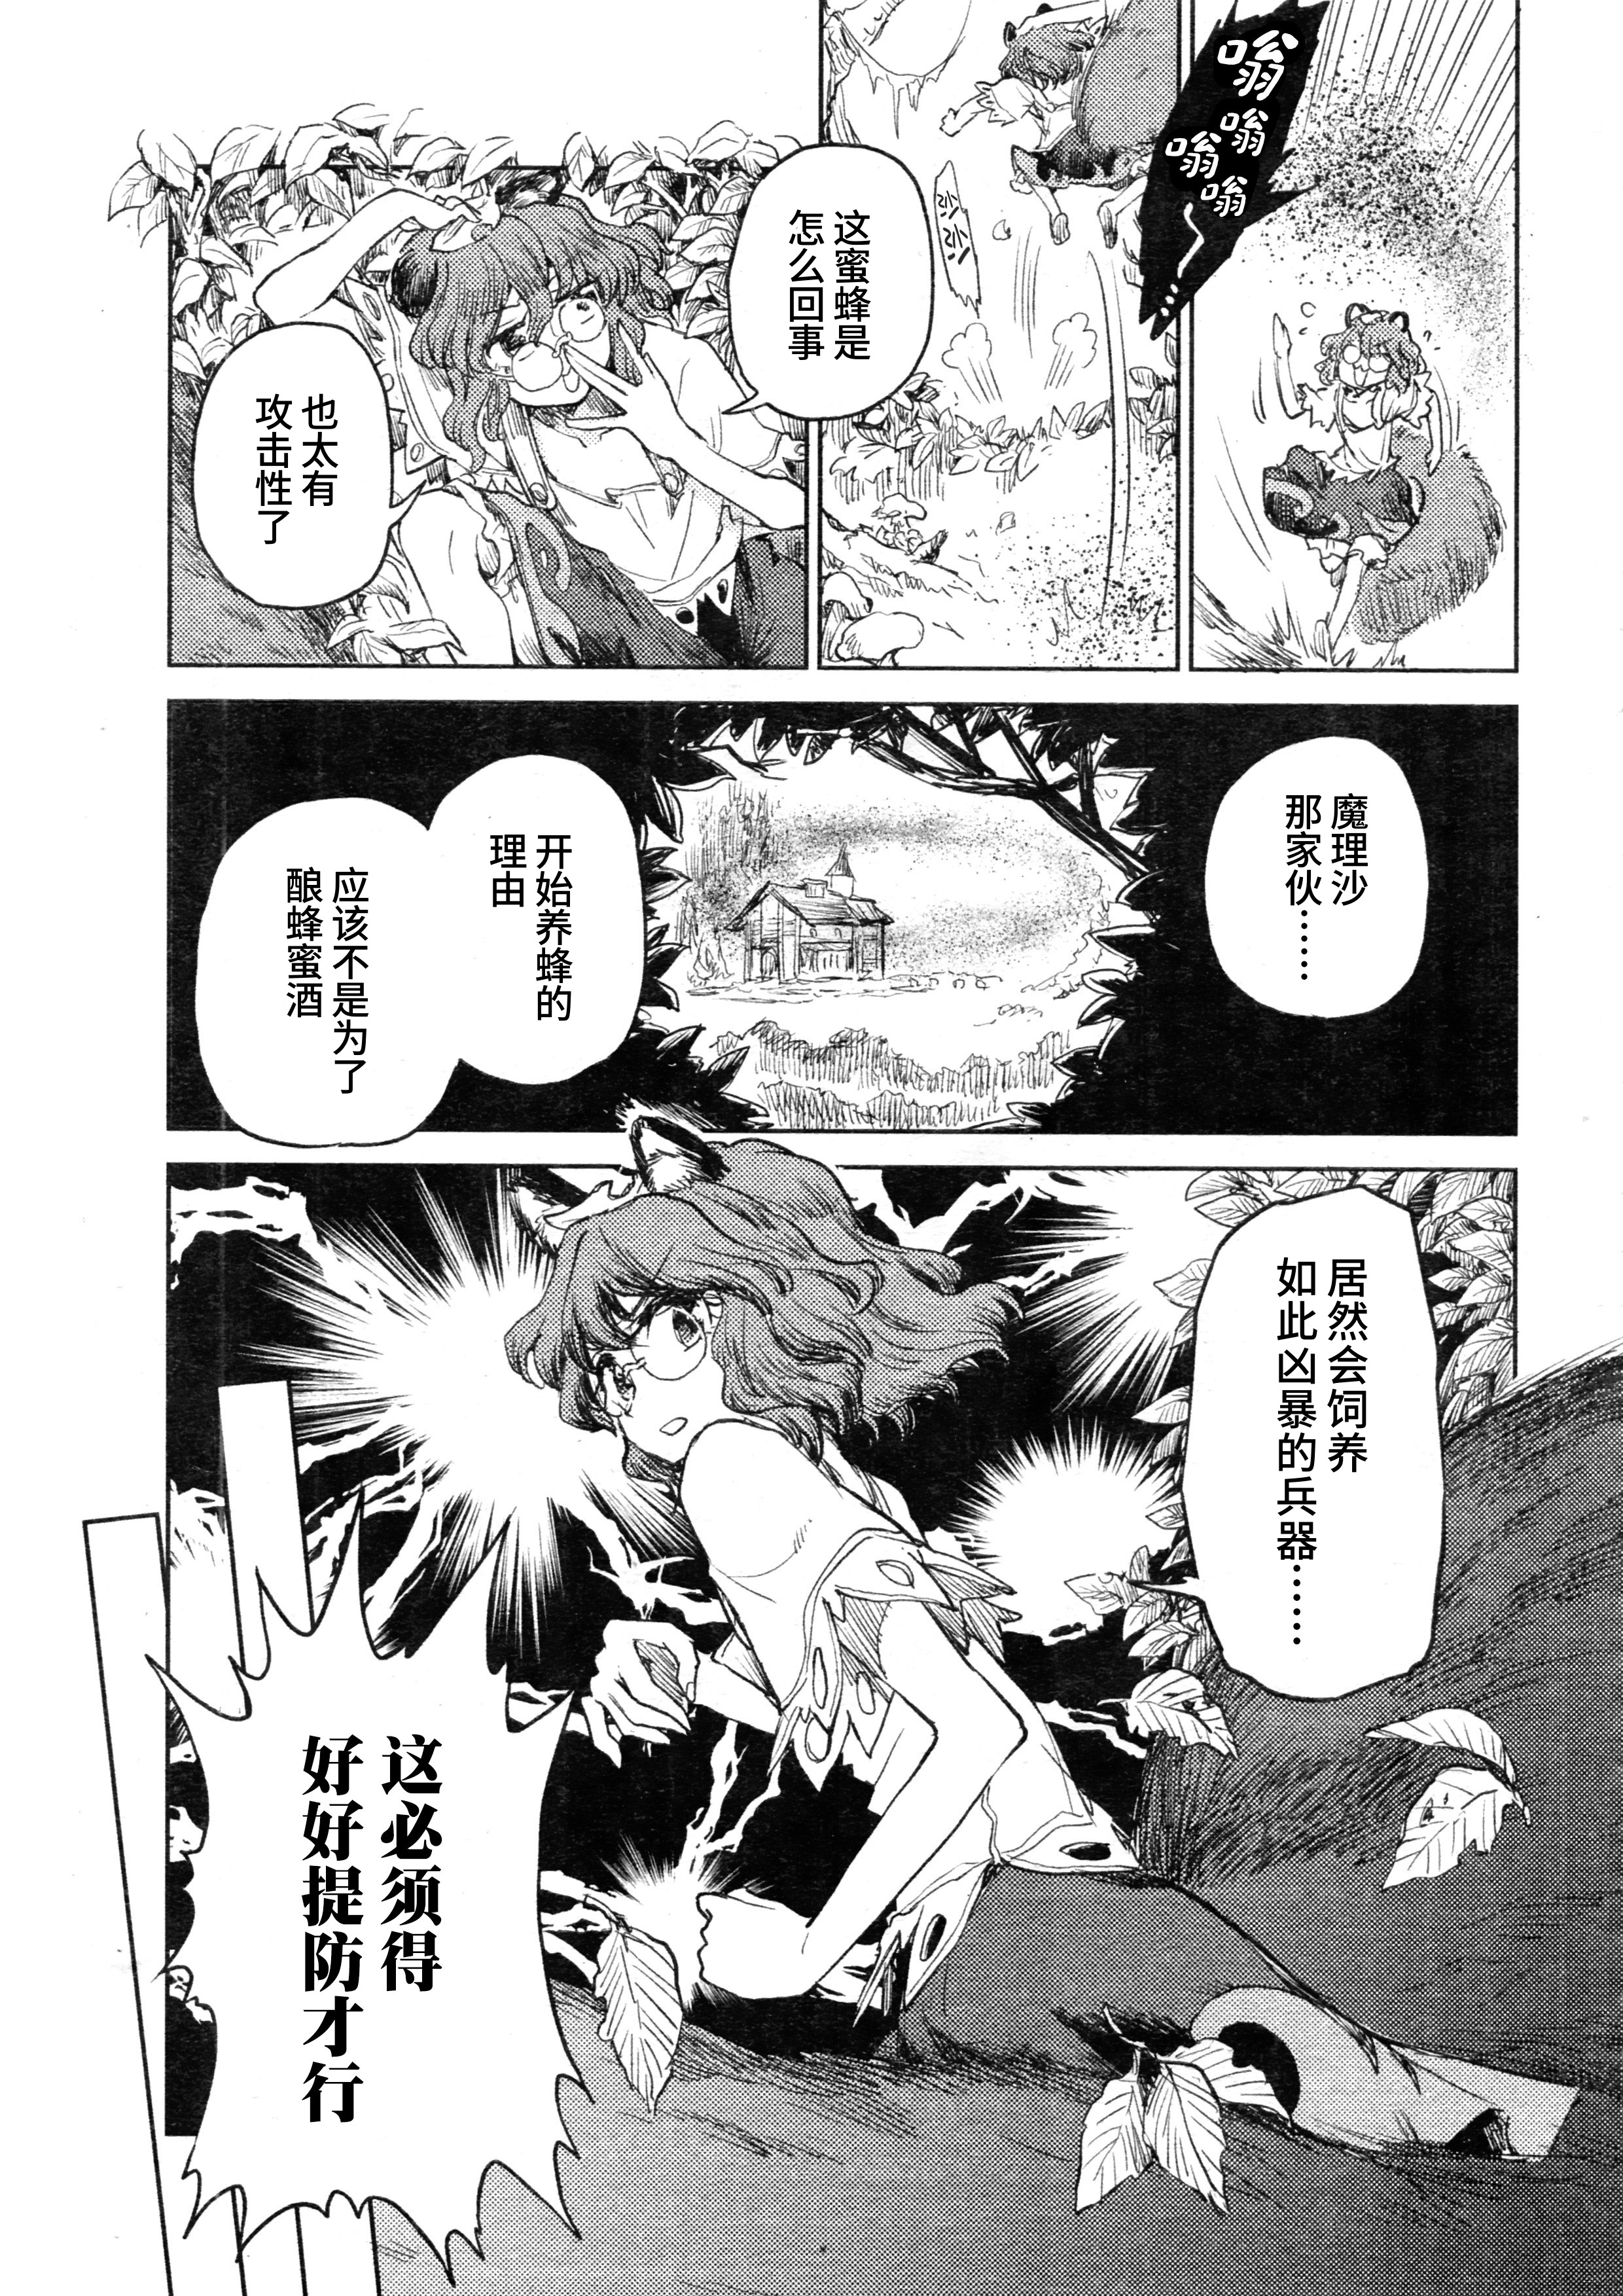 嗡
嗡
嗡
嗡
这蜜蜂是
怎么回事
也太有
攻击性了
魔理沙
那家伙……
开始养蜂的
理由
应该不是为了
酿蜂蜜酒
居然会饲养
如此凶暴的兵器……
这必须得
好好提防才行